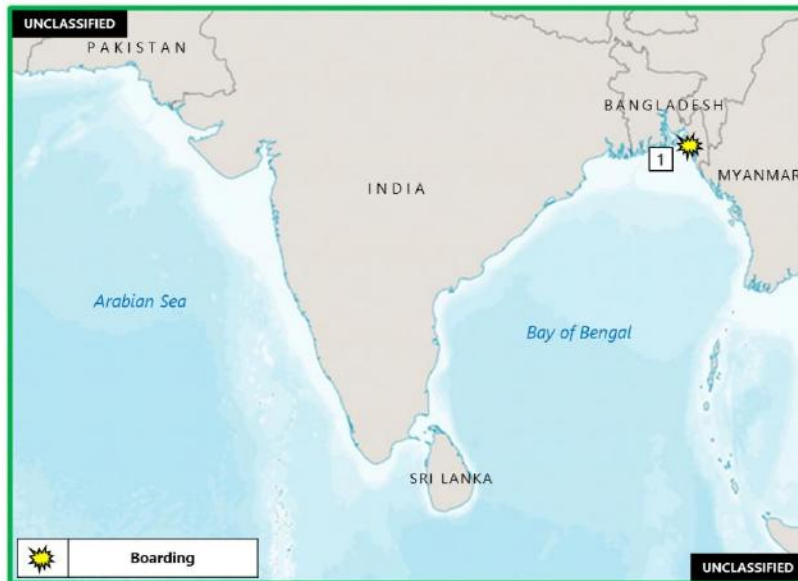 UNCLASSIFIED
PAKISTAN
BANGLADESH
1
INDIA
MYANMAR
Arabian Sea
Bay of Bengal
SRI LANKA
Boarding
UNCLASSIFIED